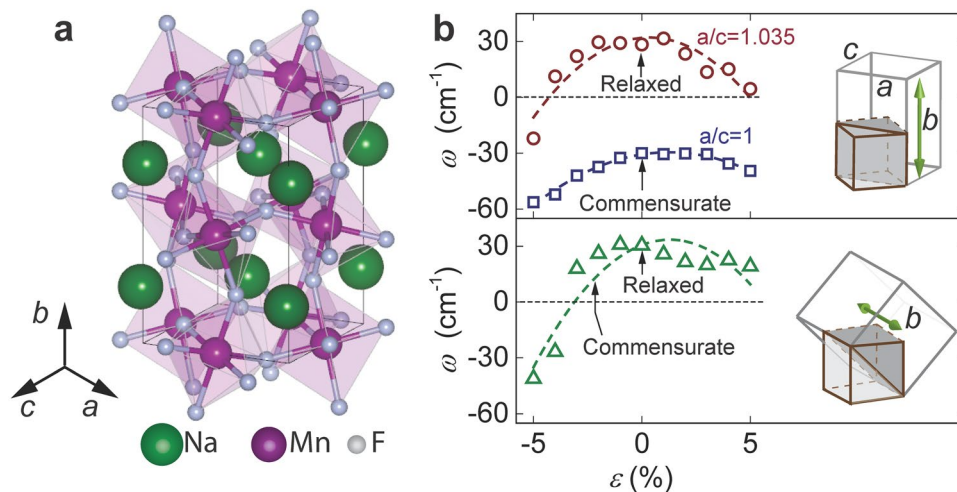 a
b
c
a
Na
Mn
F
b
ω (cm⁻¹)
30
0
-30
-60
a/c=1.035
Relaxed
a/c=1
Commensurate
c
a
b
ω (cm⁻¹)
30
0
-30
-60
Relaxed
Commensurate
b
-5
0
5
ε (%)